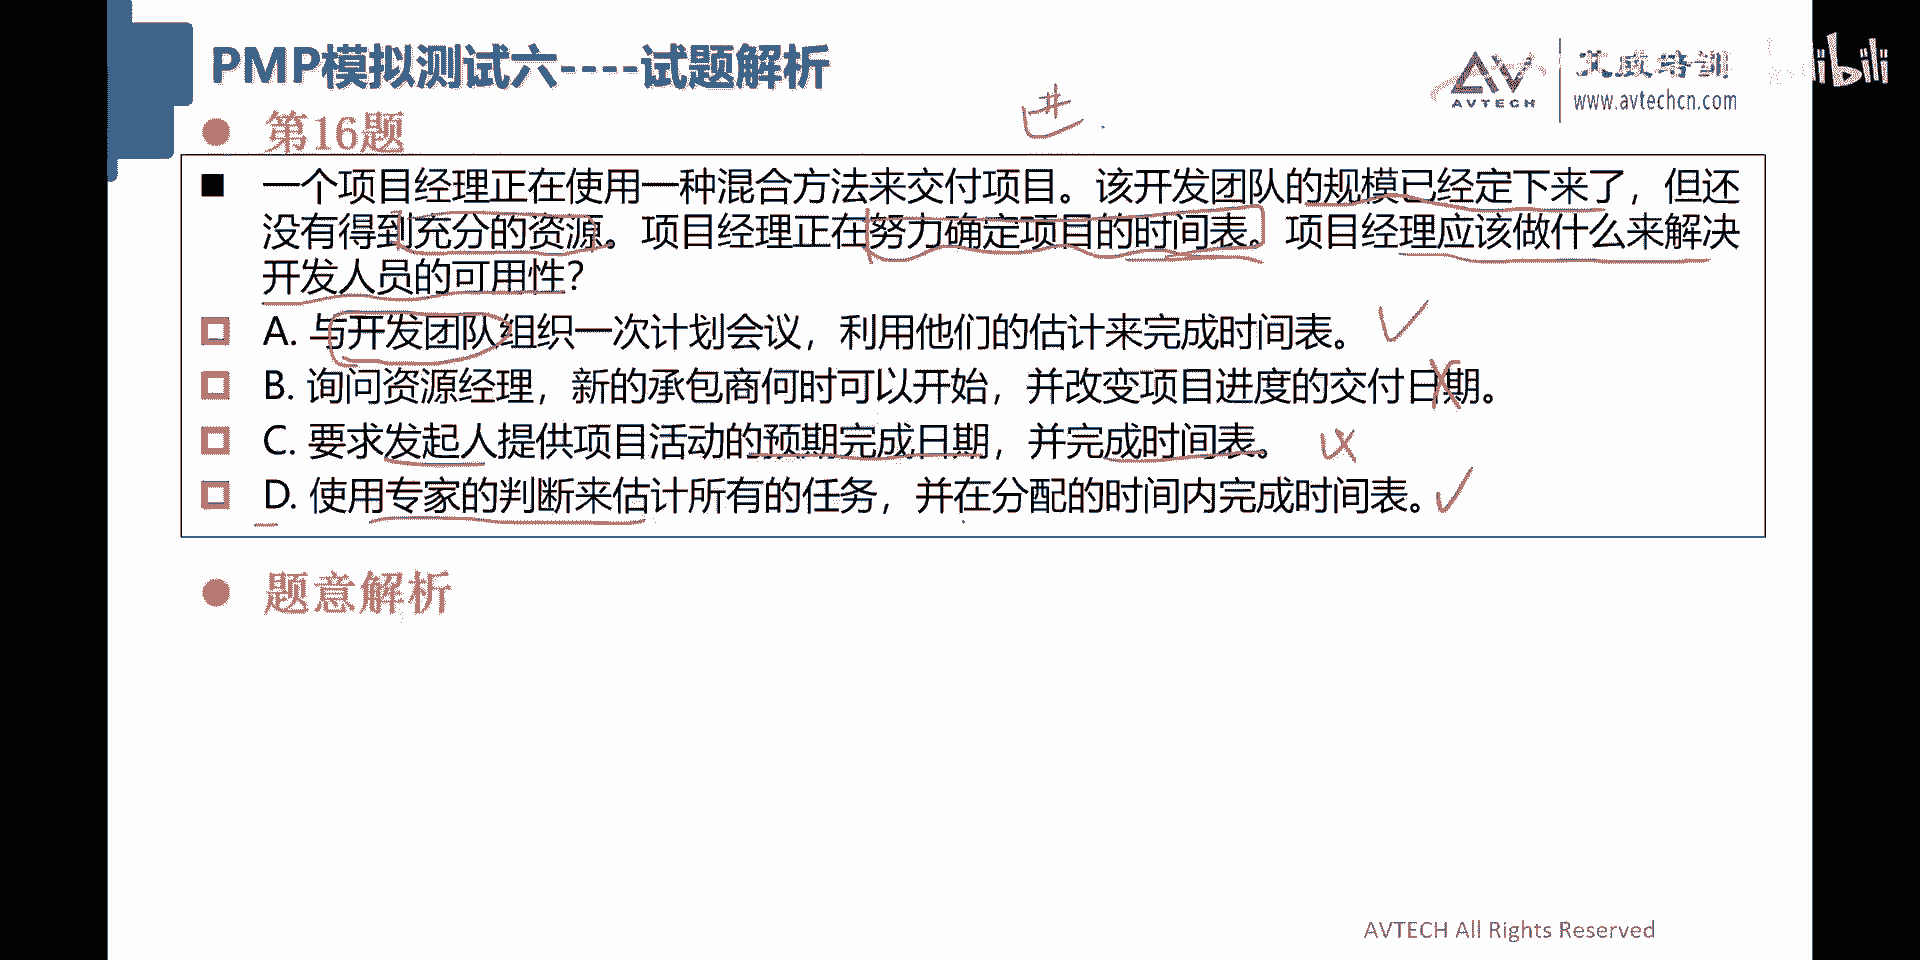 PMP模拟测试六----试题解析
艾威培训
AVTECH
www.avtechcn.com
bilibili
进
第16题
一个项目经理正在使用一种混合方法来交付项目。该开发团队的规模已经定下来了，但还
没有得到充分的资源。项目经理正在努力确定项目的时间表。项目经理应该做什么来解决
开发人员的可用性？
A. 与开发团队组织一次计划会议，利用他们的估计来完成时间表。
B. 询问资源经理，新的承包商何时可以开始，并改变项目进度的交付日期。
C. 要求发起人提供项目活动的预期完成日期，并完成时间表。
D. 使用专家的判断来估计所有的任务，并在分配的时间内完成时间表。
题意解析
AVTECH All Rights Reserved